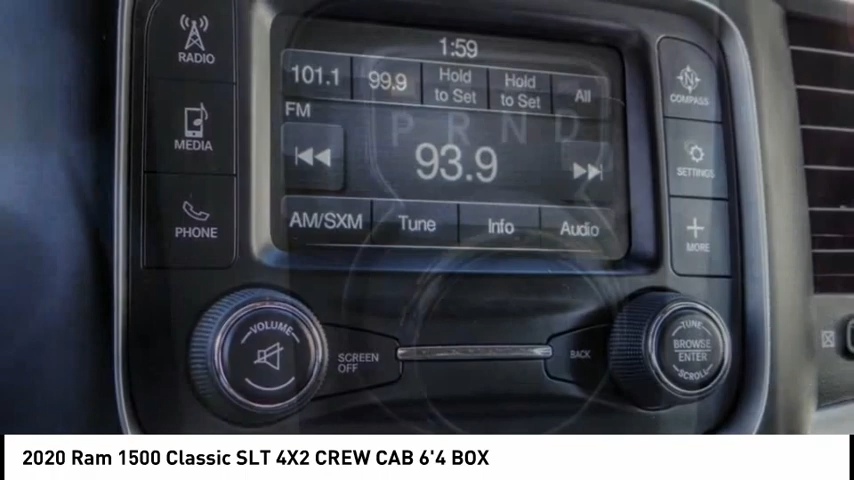 1:59
RADIO
101.1 99.9 Hold to Set Hold to Set All
N
COMPASS
FM
P R N D
MEDIA
93.9
SETTINGS
PHONE
AM/SXM Tune Info Audio
MORE
VOLUME
SCREEN OFF
BACK
TUNE
BROWSE
ENTER
SCROLL
2020 Ram 1500 Classic SLT 4X2 CREW CAB 6'4 BOX